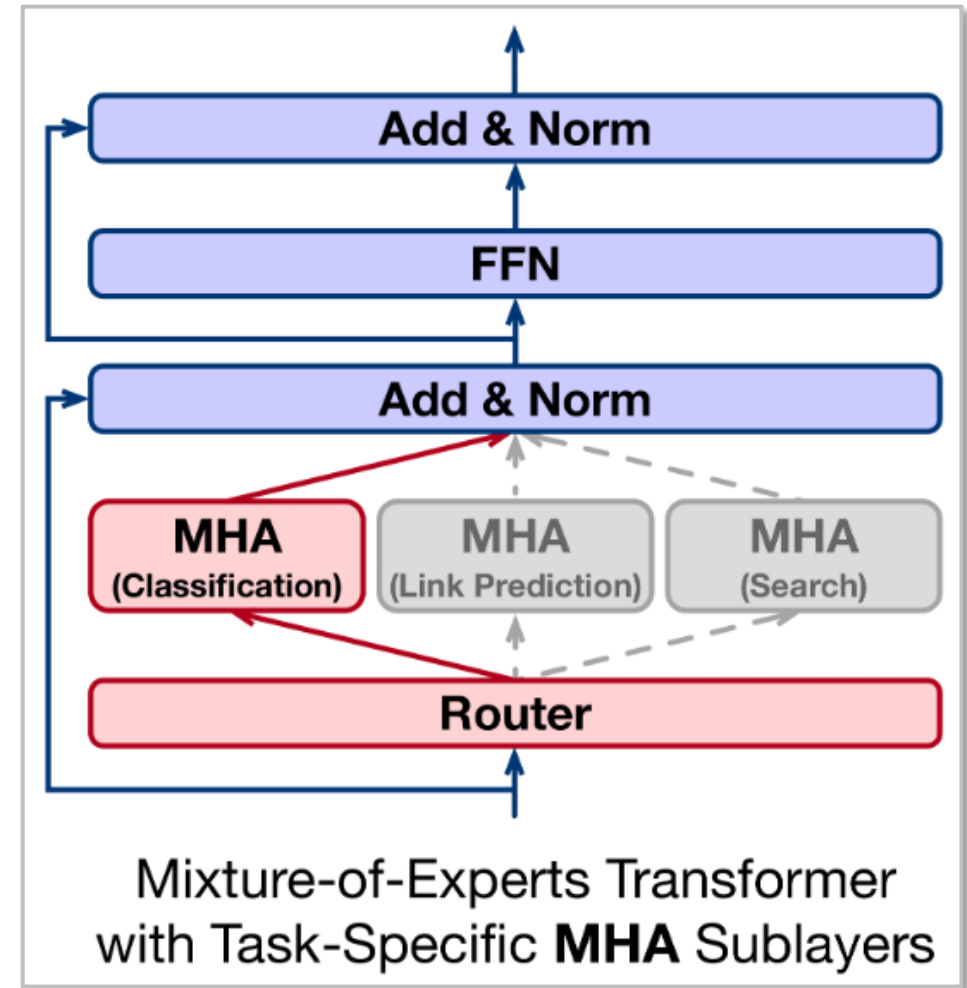 Add & Norm
FFN
Add & Norm
MHA
(Classification)
MHA
(Link Prediction)
MHA
(Search)
Router
Mixture-of-Experts Transformer
with Task-Specific MHA Sublayers